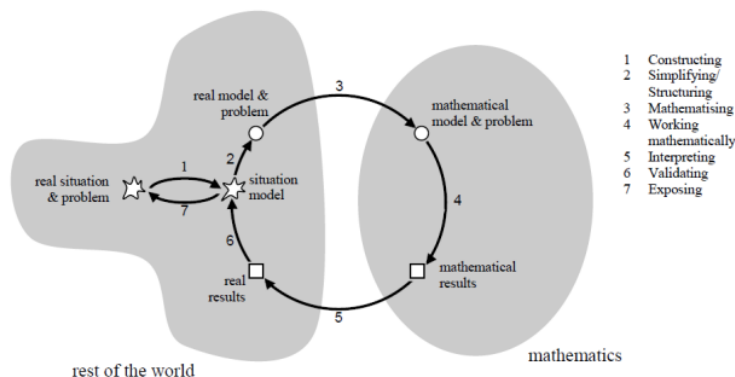 3
real model &
problem
mathematical
model & problem
1 Constructing
2 Simplifying/
Structuring
3 Mathematising
4 Working
mathematically
5 Interpreting
6 Validating
7 Exposing
1
2
real situation
& problem
situation
model
7
4
6
real
results
mathematical
results
5
rest of the world
mathematics